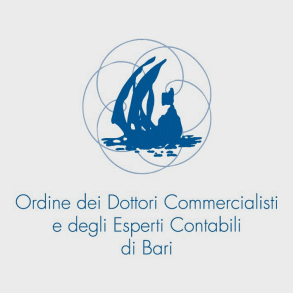 Ordine dei Dottori Commercialisti
e degli Esperti Contabili
di Bari